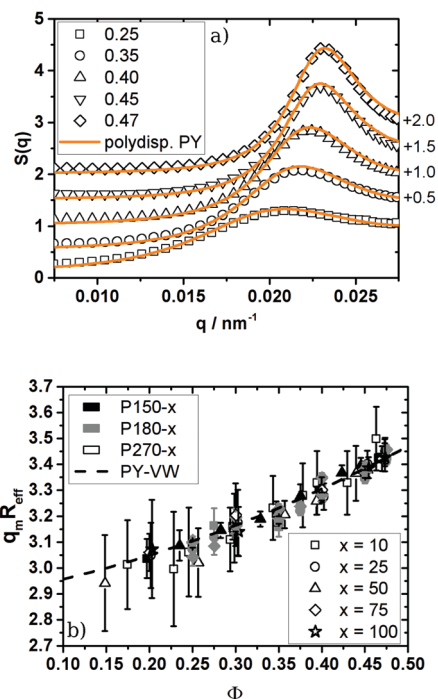 a)
0.25
0.35
0.40
0.45
0.47
polydisp. PY
S(q)
5
4
3
2
1
0
+2.0
+1.5
+1.0
+0.5
0.010 0.015 0.020 0.025
q / nm⁻¹
3.7
3.6
3.5
3.4
3.3
3.2
3.1
3.0
2.9
2.8
2.7
qₘR_eff
P150-x
P180-x
P270-x
PY-VW
x = 10
x = 25
x = 50
x = 75
x = 100
b)
0.10 0.15 0.20 0.25 0.30 0.35 0.40 0.45 0.50
Φ